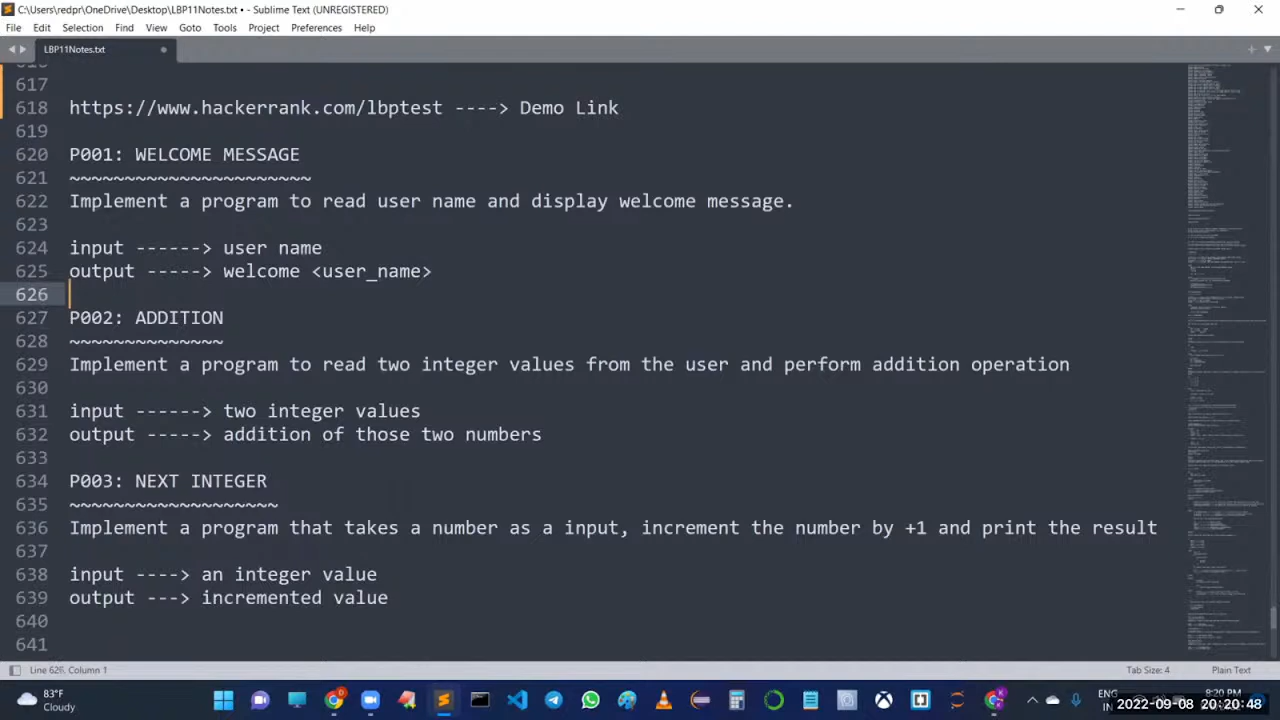 C:\Users\redpr\OneDrive\Desktop\LBP11Notes.txt • - Sublime Text (UNREGISTERED)
File Edit Selection Find View Goto Tools Project Preferences Help
LBP11Notes.txt
616
617
618 https://www.hackerrank.com/lbptest ----> Demo Link
619
620 P001: WELCOME MESSAGE
621 ~~~~~~~~~~~~~~~~~~~~~~
622 Implement a program to read user name and display welcome message.
623
624 input ------> user name
625 output -----> welcome <user_name>
626
627 P002: ADDITION
628 ~~~~~~~~~~~~~~
629 Implement a program to read two integer values from the user and perform addition operation
630
631 input ------> two integer values
632 output -----> addition of those two numbers
633
634 P003: NEXT INTEGER
635 ~~~~~~~~~~~~~~~~~~~
636 Implement a program that takes a number as a input, increment the number by +1 and print the result
637
638 input ----> an integer value
639 output ---> incremented value
640
641
Line 626, Column 1 Tab Size: 4 Plain Text
83°F
Cloudy
ENG
IN
8:20 PM
2022-09-08 20:20:48